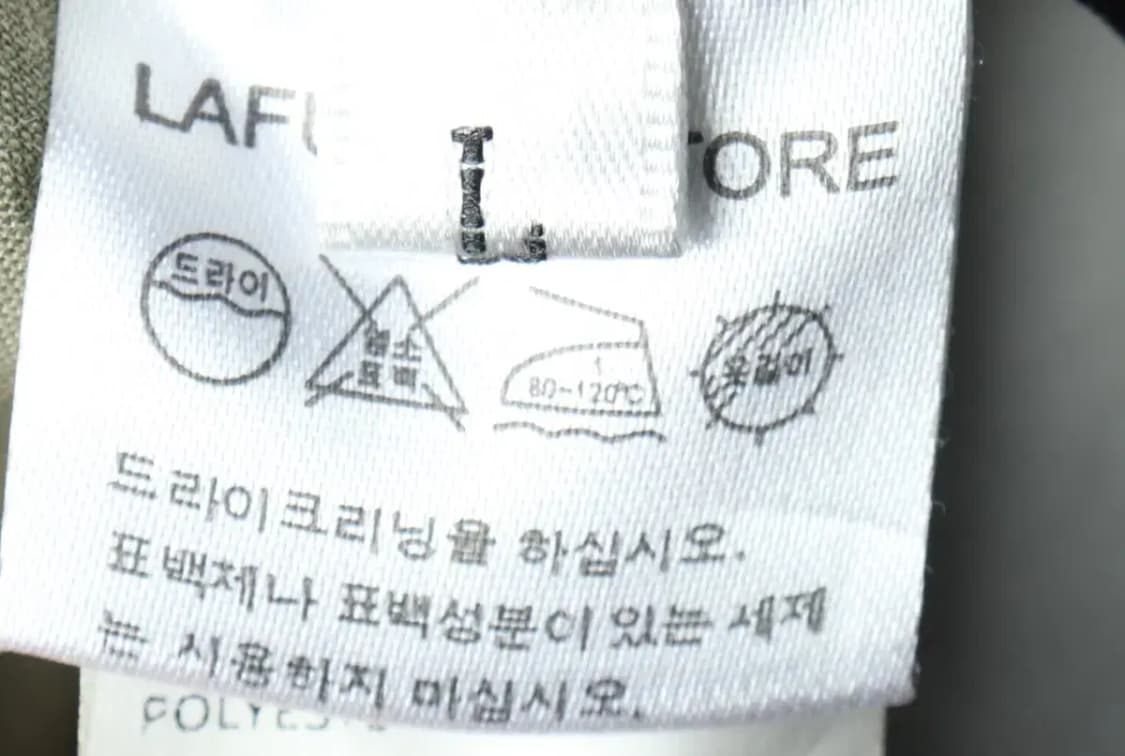 L
드라이
염소
표백
1
80~120℃
옷걸이
드라이크리닝을 하십시오.
표백제나 표백성분이 있는 세제
는 사용하지 마십시오.